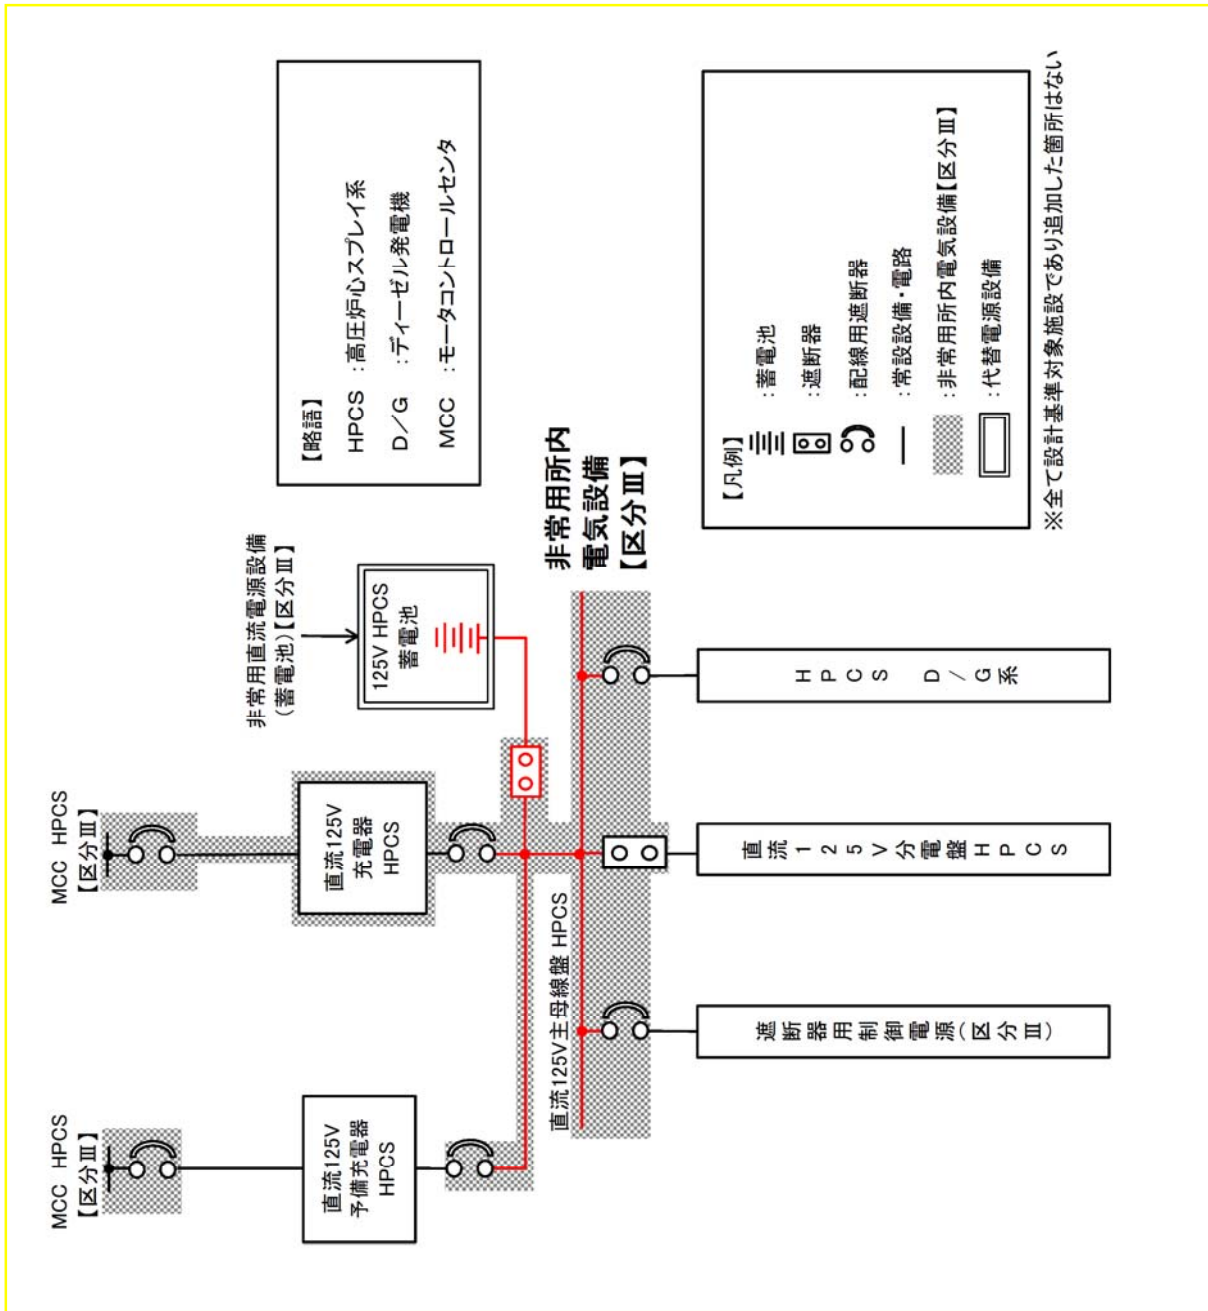 MCC HPCS
【区分Ⅲ】
MCC HPCS
【区分Ⅲ】
直流125V
予備充電器
HPCS
直流125V
充電器
HPCS
非常用直流電源設備
(蓄電池)【区分Ⅲ】
125V HPCS
蓄電池
直流125V主母線盤 HPCS
非常用所内
電気設備
【区分Ⅲ】
遮断器用制御電源(区分Ⅲ)
直流125V分電盤HPCS
HPCS D/G系
【略語】
HPCS :高圧炉心スプレイ系
D/G :ディーゼル発電機
MCC :モータコントロールセンタ
【凡例】
:蓄電池
:遮断器
:配線用遮断器
:常設設備・電路
:非常用所内電気設備【区分Ⅲ】
:代替電源設備
※全て設計基準対象施設であり追加した箇所はない